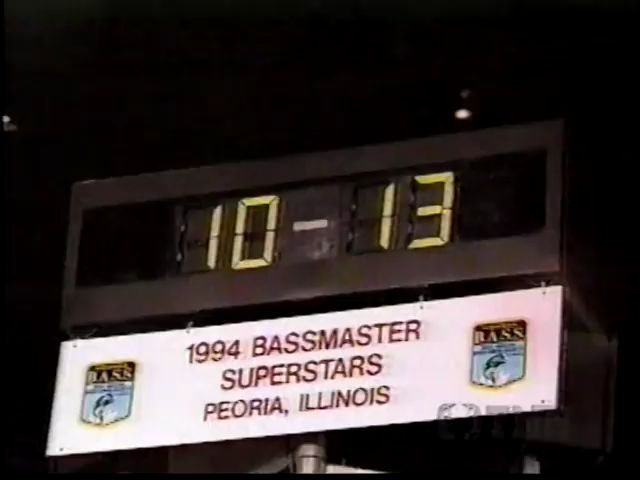 10-13
1994 BASSMASTER
SUPERSTARS
PEORIA, ILLINOIS
B.A.S.S.
B.A.S.S.